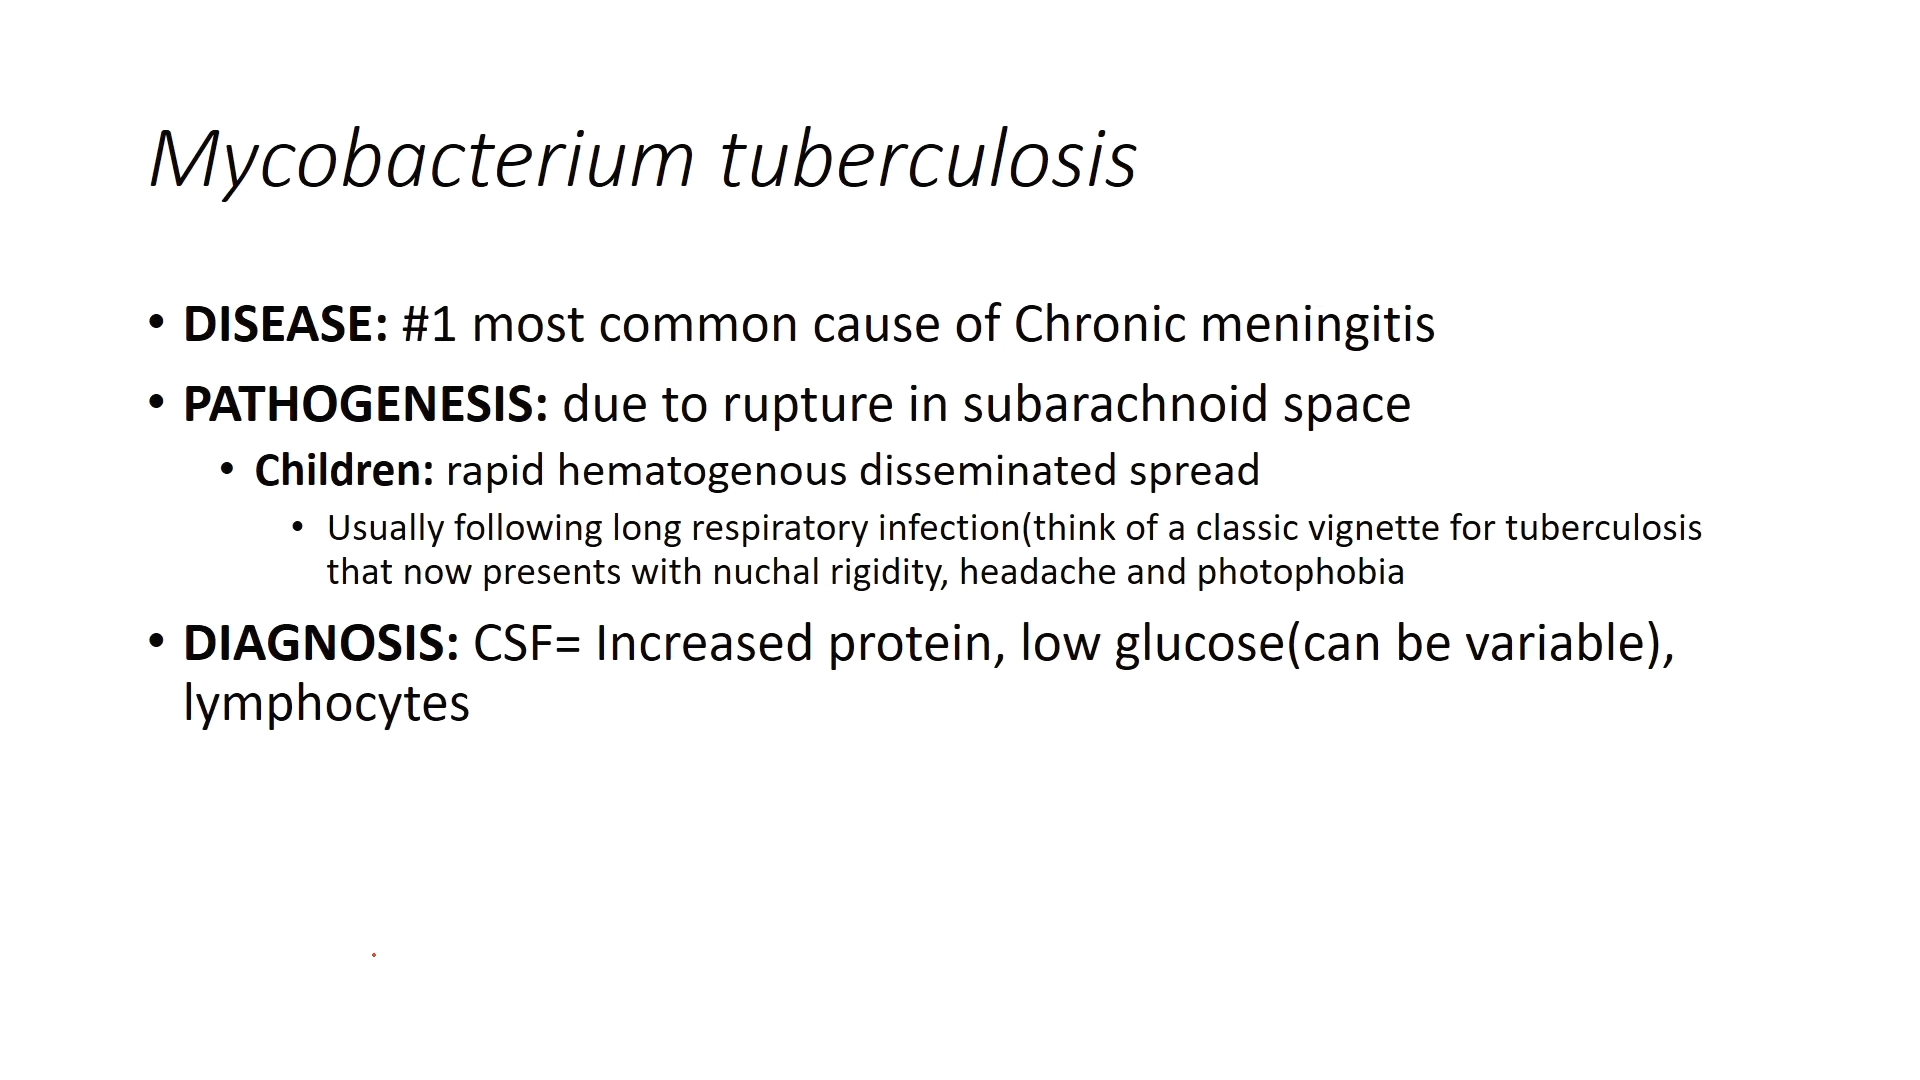 Mycobacterium tuberculosis
• DISEASE: #1 most common cause of Chronic meningitis
• PATHOGENESIS: due to rupture in subarachnoid space
• Children: rapid hematogenous disseminated spread
• Usually following long respiratory infection(think of a classic vignette for tuberculosis
that now presents with nuchal rigidity, headache and photophobia
• DIAGNOSIS: CSF= Increased protein, low glucose(can be variable),
lymphocytes